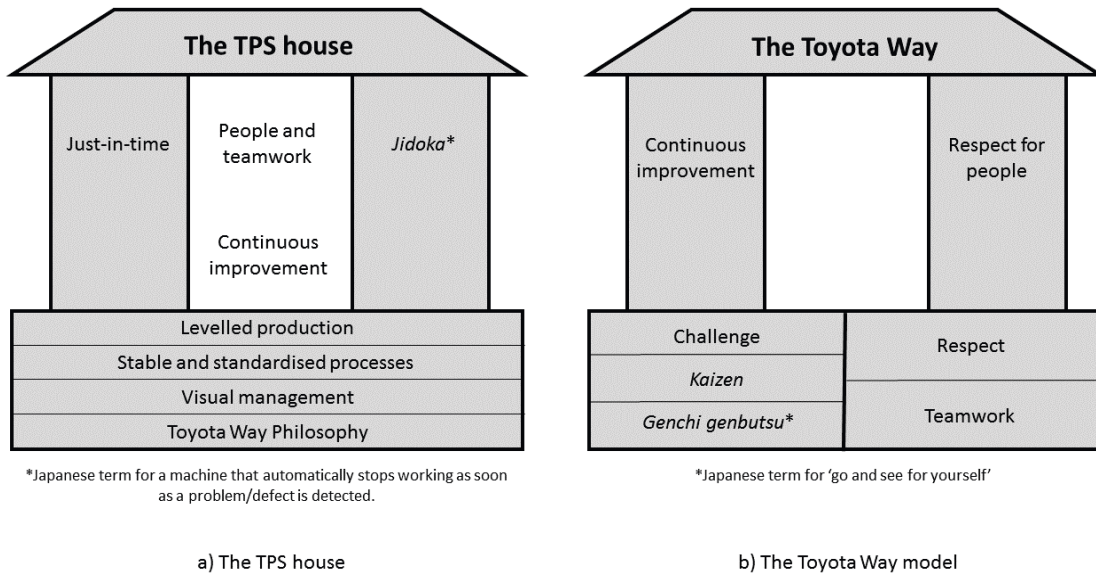 The TPS house
Just-in-time
People and
teamwork
Continuous
improvement
Jidoka*
Levelled production
Stable and standardised processes
Visual management
Toyota Way Philosophy
*Japanese term for a machine that automatically stops working as soon
as a problem/defect is detected.
a) The TPS house
The Toyota Way
Continuous
improvement
Respect for
people
Challenge
Kaizen
Genchi genbutsu*
Respect
Teamwork
*Japanese term for ‘go and see for yourself’
b) The Toyota Way model